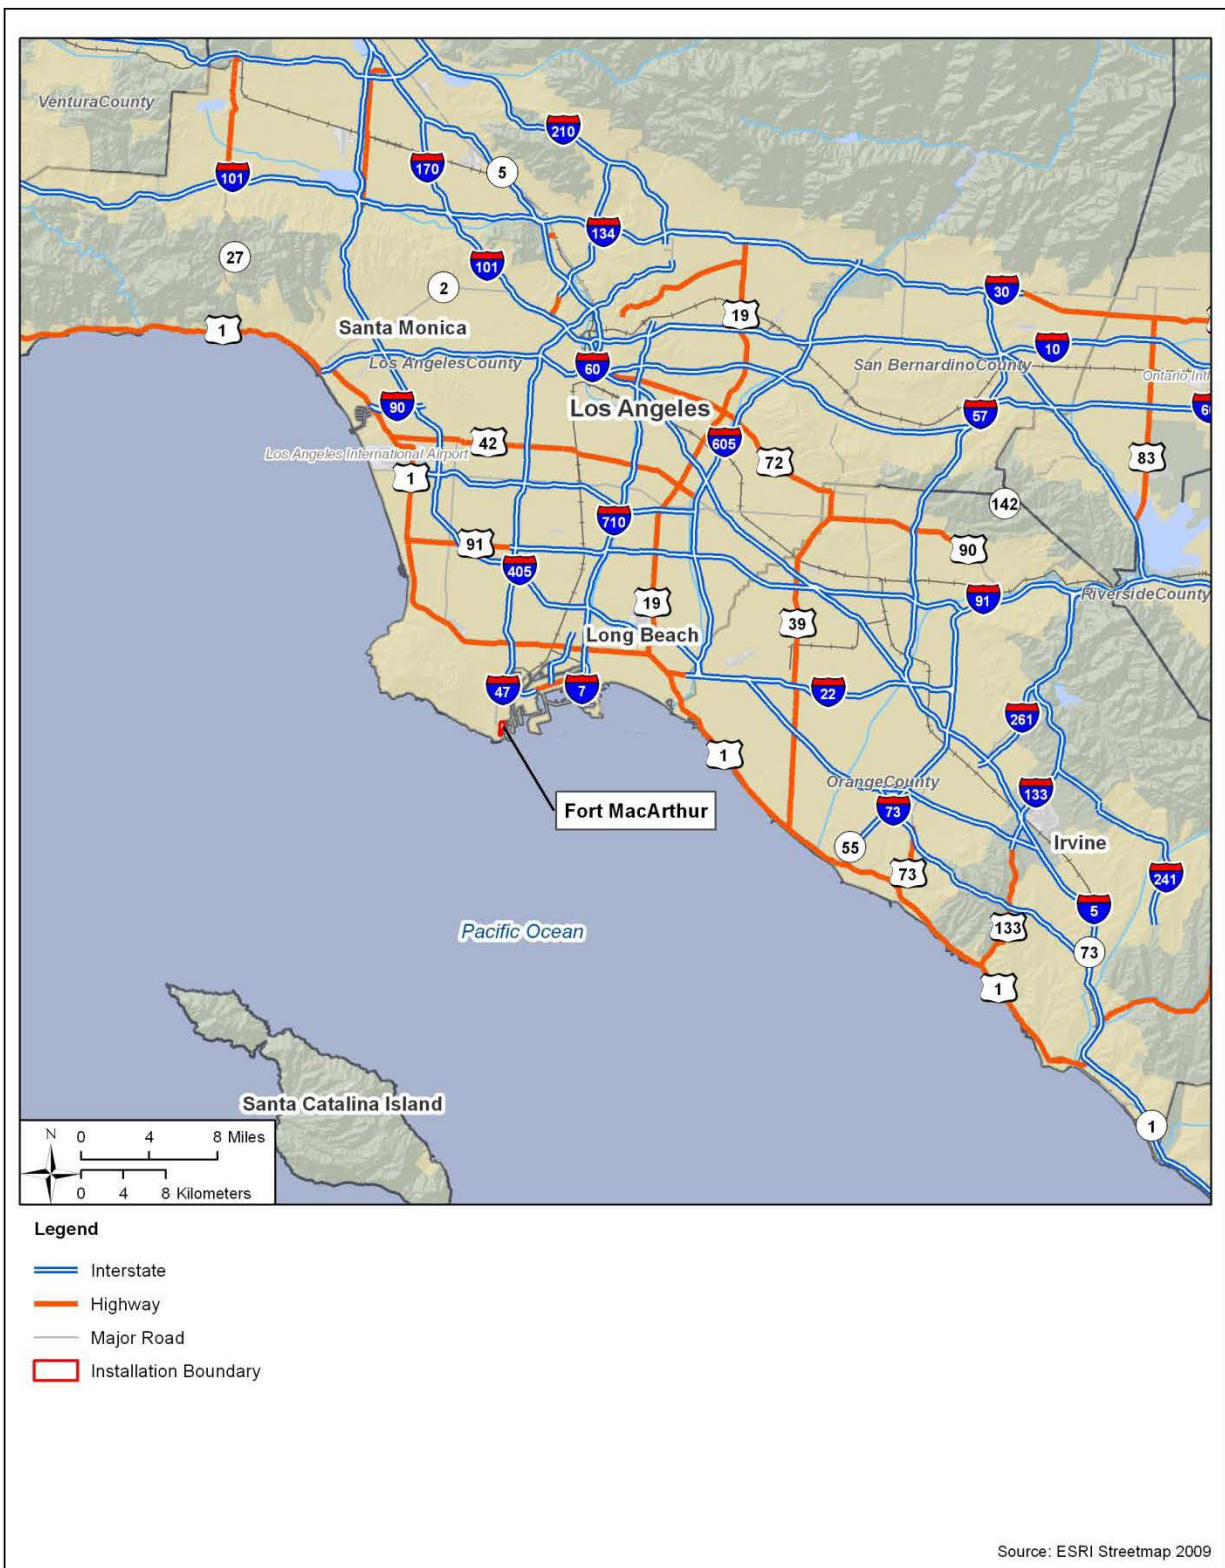 VenturaCounty
210
5
170
101
134
27
101
2
30
1
Santa Monica
19
10
Los AngelesCounty
60
San BernardinoCounty
Ontario Intl
90
Los Angeles
57
60
42
605
Los Angeles International Airport
72
83
1
142
710
91
90
405
91
RiversideCounty
19
39
Long Beach
47
7
22
261
1
OrangeCounty
133
Fort MacArthur
73
55
Irvine
73
241
5
Pacific Ocean
133
73
1
Santa Catalina Island
1
N
0 4 8 Miles
0 4 8 Kilometers
Legend
Interstate
Highway
Major Road
Installation Boundary
Source: ESRI Streetmap 2009